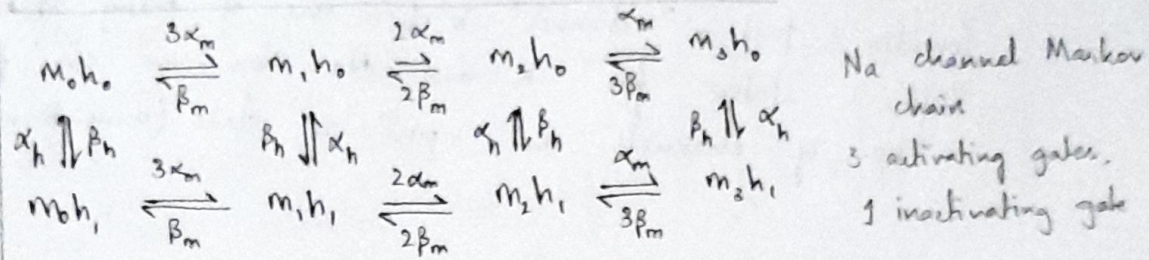 3αₘ 2αₘ αₘ
m₀h₀ ⇌ m₁h₀ ⇌ m₂h₀ ⇌ m₃h₀ Na channel Markov
βₘ 2βₘ 3βₘ chain
αₕ ⥮ βₕ βₕ ⥮ αₕ αₕ ⥮ βₕ βₕ ⥮ αₕ
3αₘ 2αₘ αₘ 3 activating gates,
m₀h₁ ⇌ m₁h₁ ⇌ m₂h₁ ⇌ m₃h₁ 1 inactivating gate
βₘ 2βₘ 3βₘ